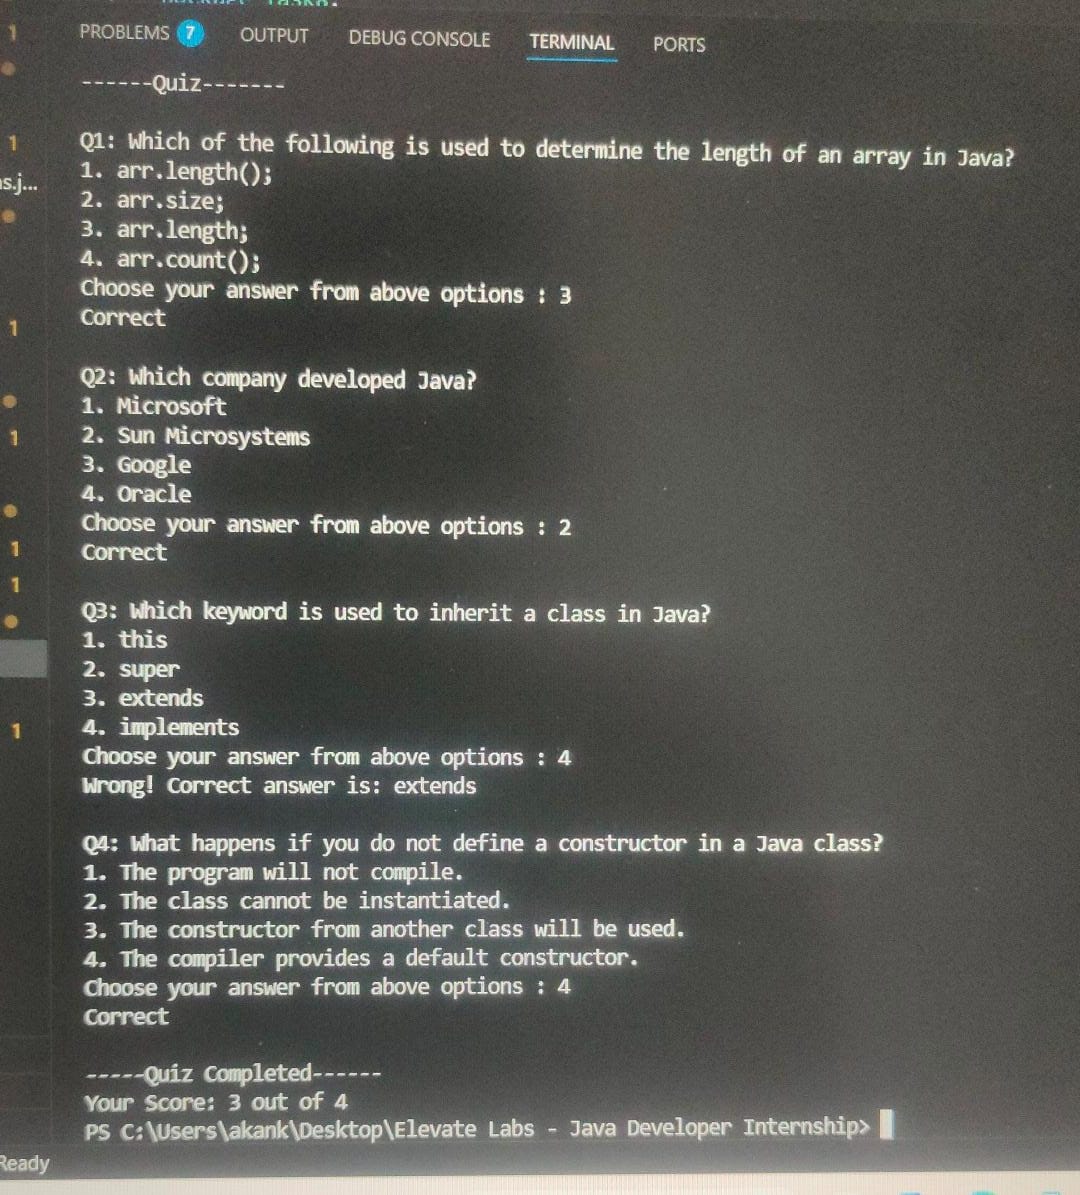 PROBLEMS 7 OUTPUT DEBUG CONSOLE TERMINAL PORTS
------Quiz-------
Q1: Which of the following is used to determine the length of an array in Java?
1. arr.length();
2. arr.size;
3. arr.length;
4. arr.count();
Choose your answer from above options : 3
Correct
Q2: Which company developed Java?
1. Microsoft
2. Sun Microsystems
3. Google
4. Oracle
Choose your answer from above options : 2
Correct
Q3: Which keyword is used to inherit a class in Java?
1. this
2. super
3. extends
4. implements
Choose your answer from above options : 4
Wrong! Correct answer is: extends
Q4: What happens if you do not define a constructor in a Java class?
1. The program will not compile.
2. The class cannot be instantiated.
3. The constructor from another class will be used.
4. The compiler provides a default constructor.
Choose your answer from above options : 4
Correct
-----Quiz Completed------
Your Score: 3 out of 4
PS C:\Users\akank\Desktop\Elevate Labs - Java Developer Internship>
Ready
1
1
s.j...
1
1
1
1
1